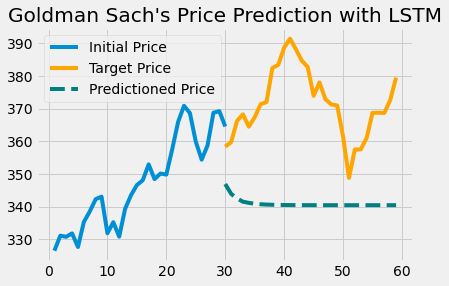 Goldman Sach's Price Prediction with LSTM
Initial Price
Target Price
Predictioned Price
390
380
370
360
350
340
330
0 10 20 30 40 50 60